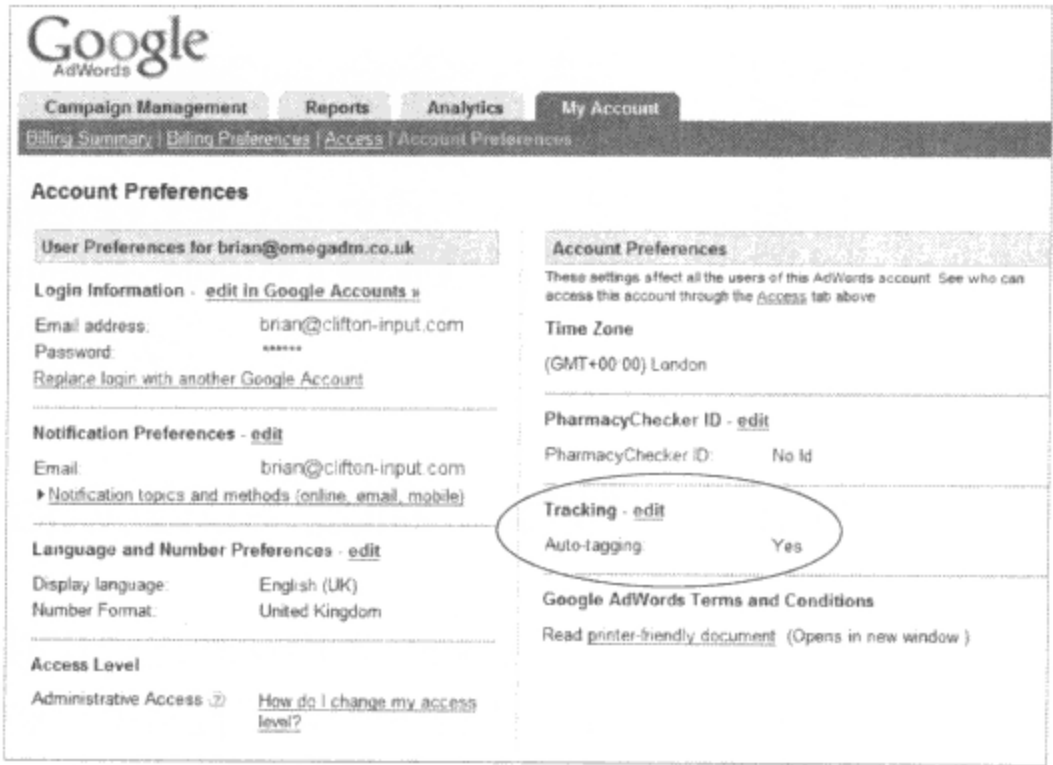 Google
AdWords
Campaign Management Reports Analytics My Account
Billing Summary | Billing Preferences | Access | Account Preferences
Account Preferences
User Preferences for brian@omegadm.co.uk
Login Information - edit in Google Accounts »
Email address: brian@clifton-input.com
Password: ******
Replace login with another Google Account
Notification Preferences - edit
Email: brian@clifton-input.com
Notification topics and methods (online, email, mobile)
Language and Number Preferences - edit
Display language: English (UK)
Number Format: United Kingdom
Access Level
Administrative Access [?] How do I change my access
level?
Account Preferences
These settings affect all the users of this AdWords account. See who can
access this account through the Access tab above
Time Zone
(GMT+00:00) London
PharmacyChecker ID - edit
PharmacyChecker ID: No Id
Tracking - edit
Auto-tagging: Yes
Google AdWords Terms and Conditions
Read printer-friendly document (Opens in new window )